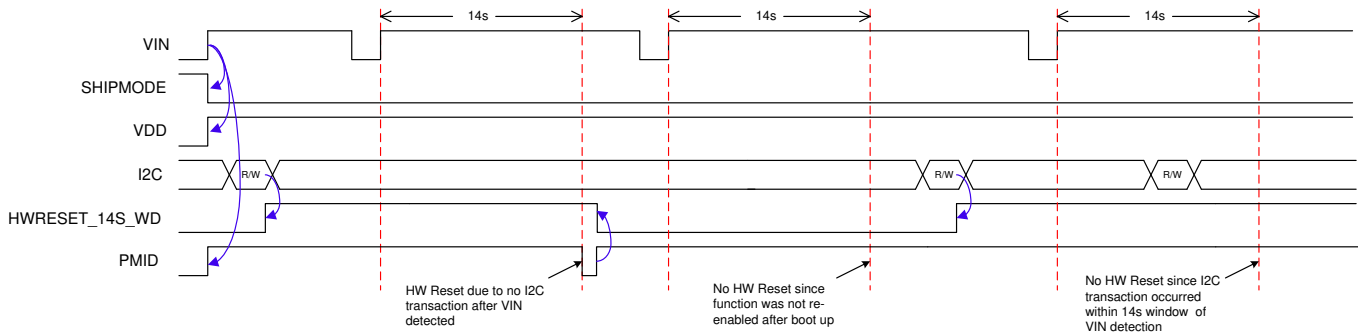 14s
14s
14s
VIN
SHIPMODE
VDD
I2C
R/W
R/W
R/W
HWRESET_14S_WD
PMID
HW Reset due to no I2C
transaction after VIN
detected
No HW Reset since
function was not re-
enabled after boot up
No HW Reset since I2C
transaction occurred
within 14s window of
VIN detection